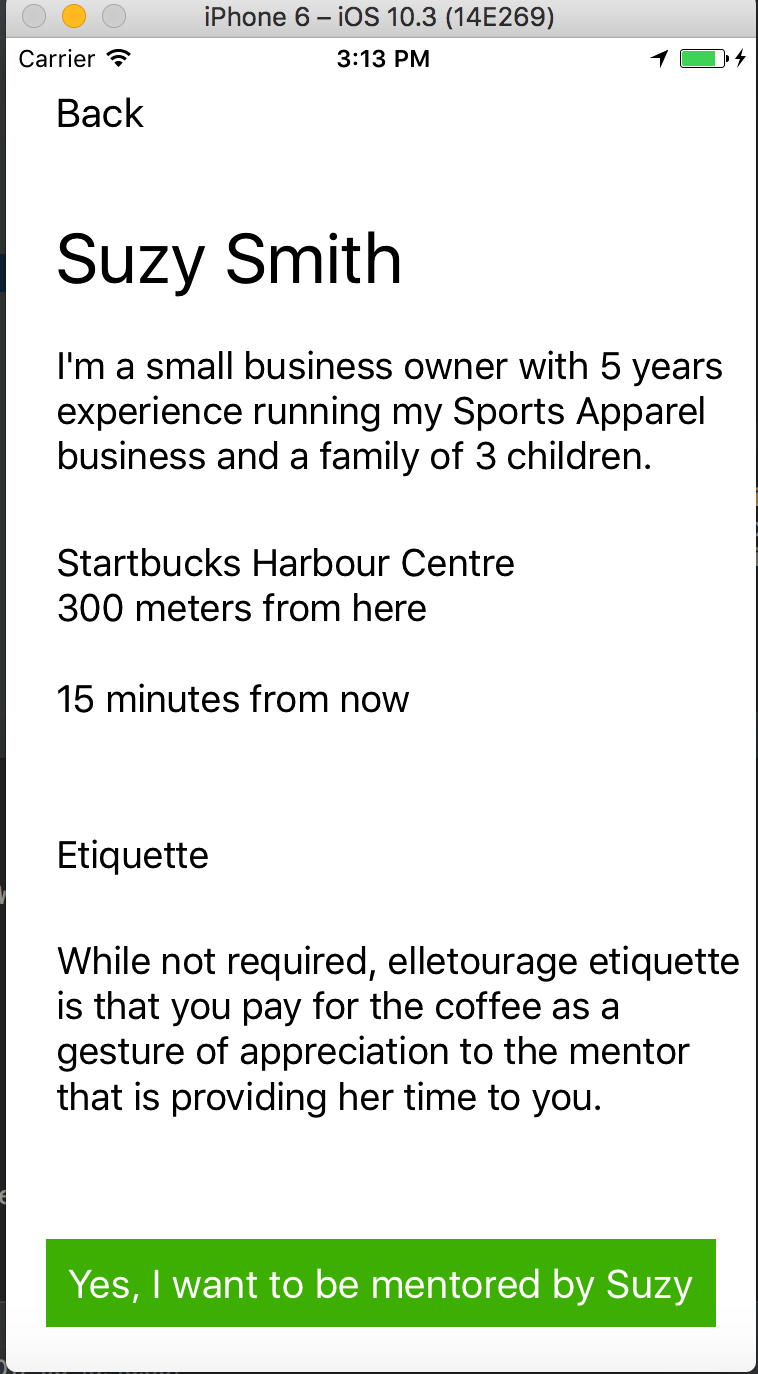 iPhone 6 – iOS 10.3 (14E269)
Carrier 3:13 PM
Back
Suzy Smith
I'm a small business owner with 5 years
experience running my Sports Apparel
business and a family of 3 children.
Startbucks Harbour Centre
300 meters from here
15 minutes from now
Etiquette
While not required, elletourage etiquette
is that you pay for the coffee as a
gesture of appreciation to the mentor
that is providing her time to you.
Yes, I want to be mentored by Suzy